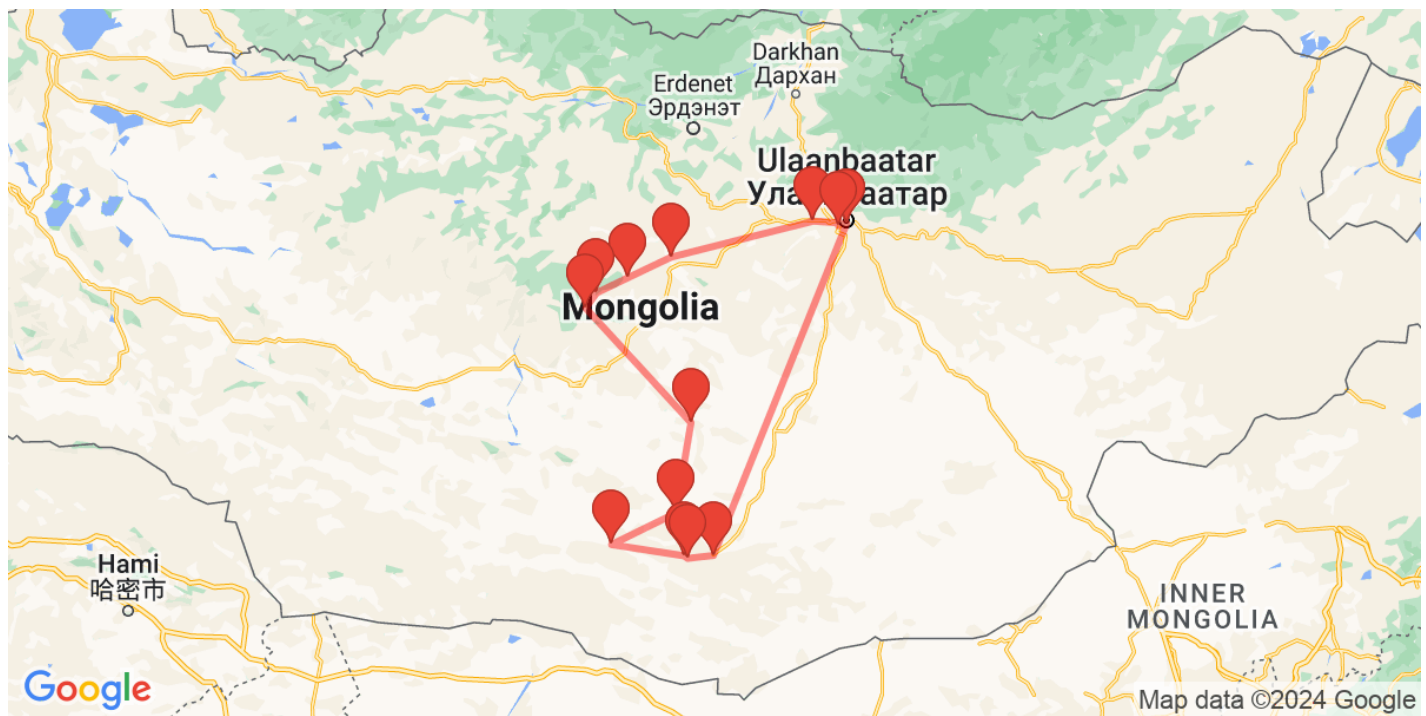 Darkhan
Дархан
Erdenet
Эрдэнэт
Ulaanbaatar
Mongolia
Hami
哈密市
INNER
MONGOLIA
Google
Map data ©2024 Google